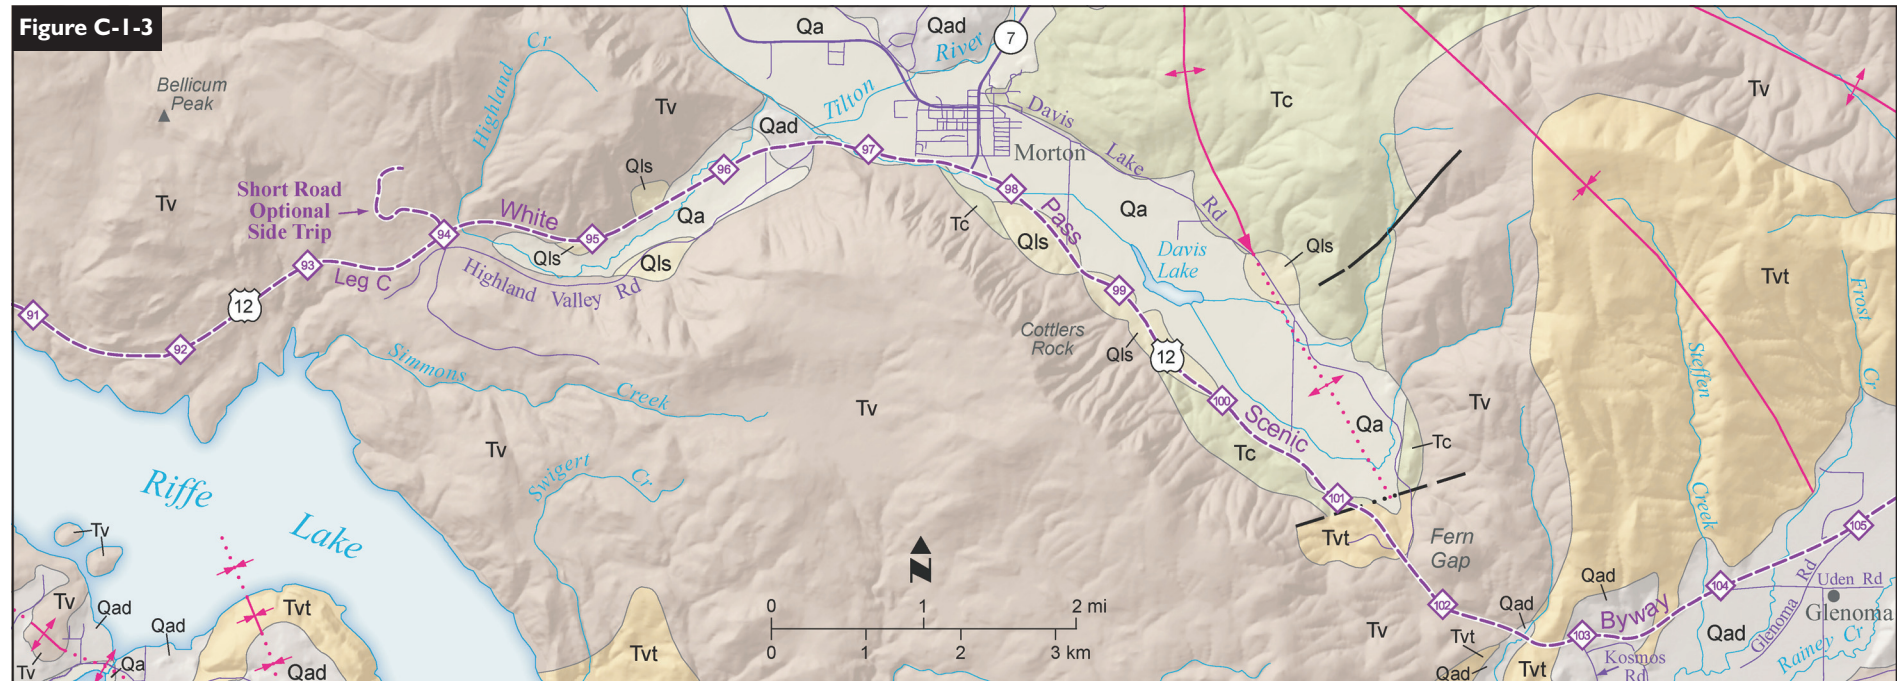 Figure C-1-3
Qa
Qad
River
7
Tilton
Highland
Cr
Bellicum
Peak
Tv
Qad
Davis
Lake
Rd
Tc
Tv
Morton
Tv
Short Road
Optional
Side Trip
Qls
White
Qa
Qls
Qls
Highland Valley Rd
Leg C
12
91
92
93
94
95
96
97
98
99
100
101
102
103
104
105
Pass
Tc
Qls
Qa
Davis
Lake
Qls
Tvt
Frost
Cr
Cottlers
Rock
Qls
12
Simmons
Creek
Tv
Tv
Scenic
Tc
Qa
Tc
Tv
Steffen
Creek
Swigert
Cr
Riffe
Lake
Tv
Tvt
Fern
Gap
N
0 1 2 mi
0 1 2 3 km
Tv
Tv
Qad
Qad
Qa
Tvt
Qad
Tvt
Tv
Qad
Qad
Byway
Tvt
Qad
Tvt
Kosmos
Rd
Qad
Glenoma
Rd
Uden Rd
Glenoma
Rainey Cr